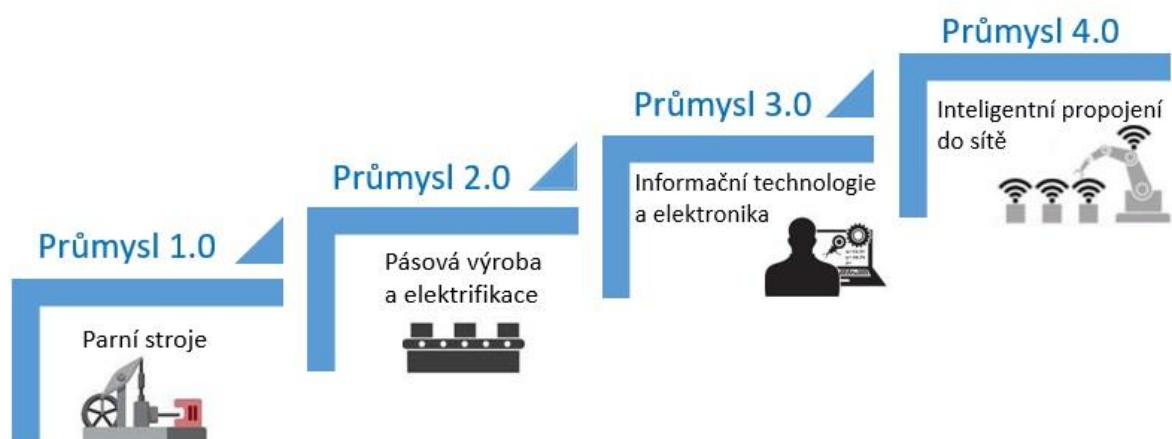 Průmysl 1.0
Parní stroje
Průmysl 2.0
Pásová výroba
a elektrifikace
Průmysl 3.0
Informační technologie
a elektronika
Průmysl 4.0
Inteligentní propojení
do sítě